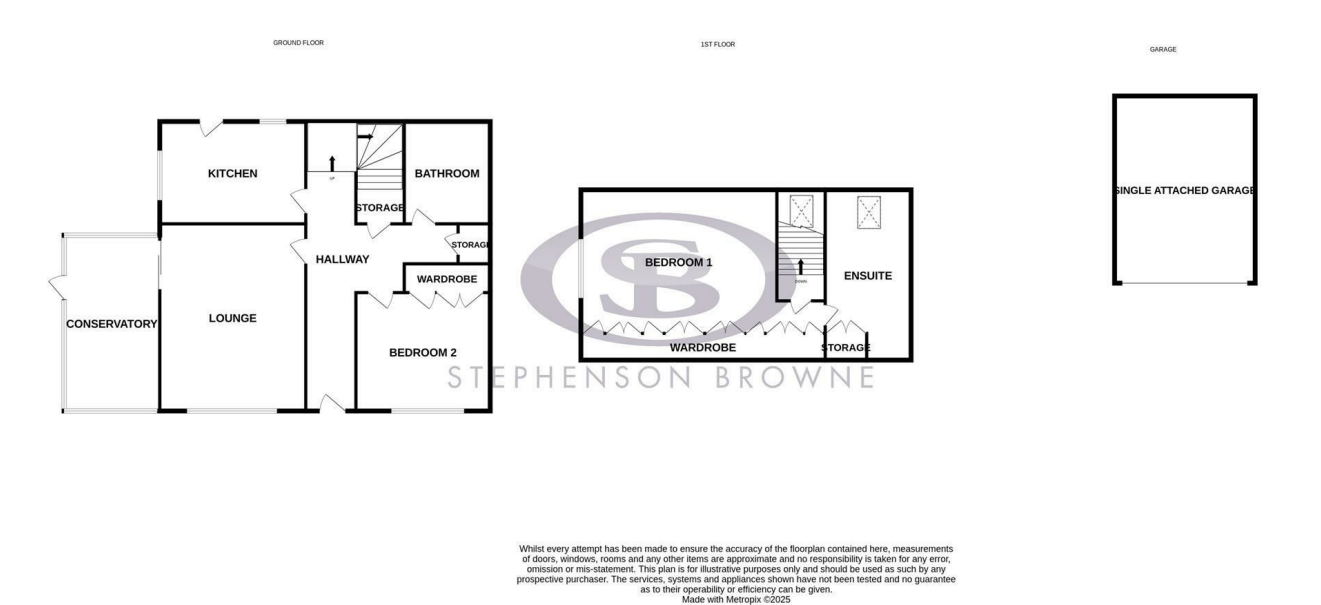 GROUND FLOOR
1ST FLOOR
GARAGE
KITCHEN
UP
BATHROOM
STORAGE
STORAGE
HALLWAY
WARDROBE
CONSERVATORY
LOUNGE
BEDROOM 2
BEDROOM 1
DOWN
ENSUITE
WARDROBE
STORAGE
SINGLE ATTACHED GARAGE
SB
STEPHENSON BROWNE
Whilst every attempt has been made to ensure the accuracy of the floorplan contained here, measurements
of doors, windows, rooms and any other items are approximate and no responsibility is taken for any error,
omission or mis-statement. This plan is for illustrative purposes only and should be used as such by any
prospective purchaser. The services, systems and appliances shown have not been tested and no guarantee
as to their operability or efficiency can be given.
Made with Metropix ©2025